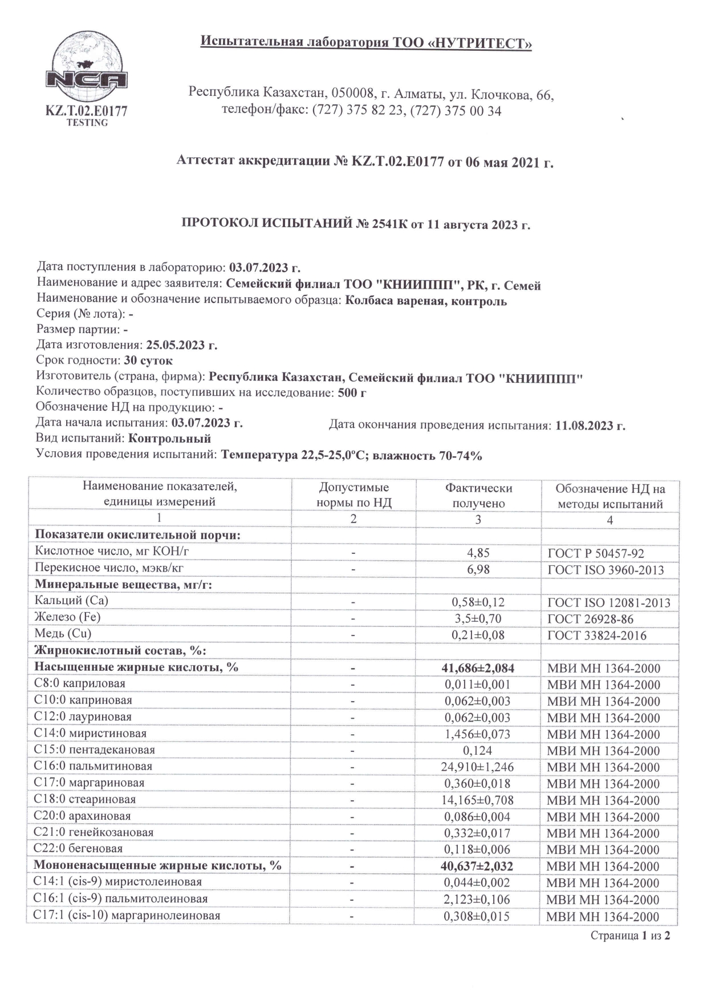 Испытательная лаборатория ТОО «НУТРИТЕСТ»
NCA
KZ.T.02.E0177
TESTING
Республика Казахстан, 050008, г. Алматы, ул. Клочкова, 66,
телефон/факс: (727) 375 82 23, (727) 375 00 34
Аттестат аккредитации № KZ.T.02.E0177 от 06 мая 2021 г.
ПРОТОКОЛ ИСПЫТАНИЙ № 2541К от 11 августа 2023 г.
Дата поступления в лабораторию: 03.07.2023 г.
Наименование и адрес заявителя: Семейский филиал ТОО "КНИИППП", РК, г. Семей
Наименование и обозначение испытываемого образца: Колбаса вареная, контроль
Серия (№ лота): -
Размер партии: -
Дата изготовления: 25.05.2023 г.
Срок годности: 30 суток
Изготовитель (страна, фирма): Республика Казахстан, Семейский филиал ТОО "КНИИППП"
Количество образцов, поступивших на исследование: 500 г
Обозначение НД на продукцию: -
Дата начала испытания: 03.07.2023 г. Дата окончания проведения испытания: 11.08.2023 г.
Вид испытаний: Контрольный
Условия проведения испытаний: Температура 22,5-25,0ºС; влажность 70-74%
Наименование показателей, Допустимые Фактически Обозначение НД на
единицы измерений нормы по НД получено методы испытаний
1 2 3 4
Показатели окислительной порчи:
Кислотное число, мг КОН/г - 4,85 ГОСТ Р 50457-92
Перекисное число, мэкв/кг - 6,98 ГОСТ ISO 3960-2013
Минеральные вещества, мг/г:
Кальций (Ca) - 0,58±0,12 ГОСТ ISO 12081-2013
Железо (Fe) - 3,5±0,70 ГОСТ 26928-86
Медь (Cu) - 0,21±0,08 ГОСТ 33824-2016
Жирнокислотный состав, %:
Насыщенные жирные кислоты, % - 41,686±2,084 МВИ МН 1364-2000
С8:0 каприловая - 0,011±0,001 МВИ МН 1364-2000
С10:0 каприновая - 0,062±0,003 МВИ МН 1364-2000
С12:0 лауриновая - 0,062±0,003 МВИ МН 1364-2000
С14:0 миристиновая - 1,456±0,073 МВИ МН 1364-2000
С15:0 пентадекановая - 0,124 МВИ МН 1364-2000
С16:0 пальмитиновая - 24,910±1,246 МВИ МН 1364-2000
С17:0 маргариновая - 0,360±0,018 МВИ МН 1364-2000
С18:0 стеариновая - 14,165±0,708 МВИ МН 1364-2000
С20:0 арахиновая - 0,086±0,004 МВИ МН 1364-2000
С21:0 генейкозановая - 0,332±0,017 МВИ МН 1364-2000
С22:0 бегеновая - 0,118±0,006 МВИ МН 1364-2000
Мононенасыщенные жирные кислоты, % - 40,637±2,032 МВИ МН 1364-2000
С14:1 (cis-9) миристолеиновая - 0,044±0,002 МВИ МН 1364-2000
С16:1 (cis-9) пальмитолеиновая - 2,123±0,106 МВИ МН 1364-2000
С17:1 (cis-10) маргаринолеиновая - 0,308±0,015 МВИ МН 1364-2000
Страница 1 из 2